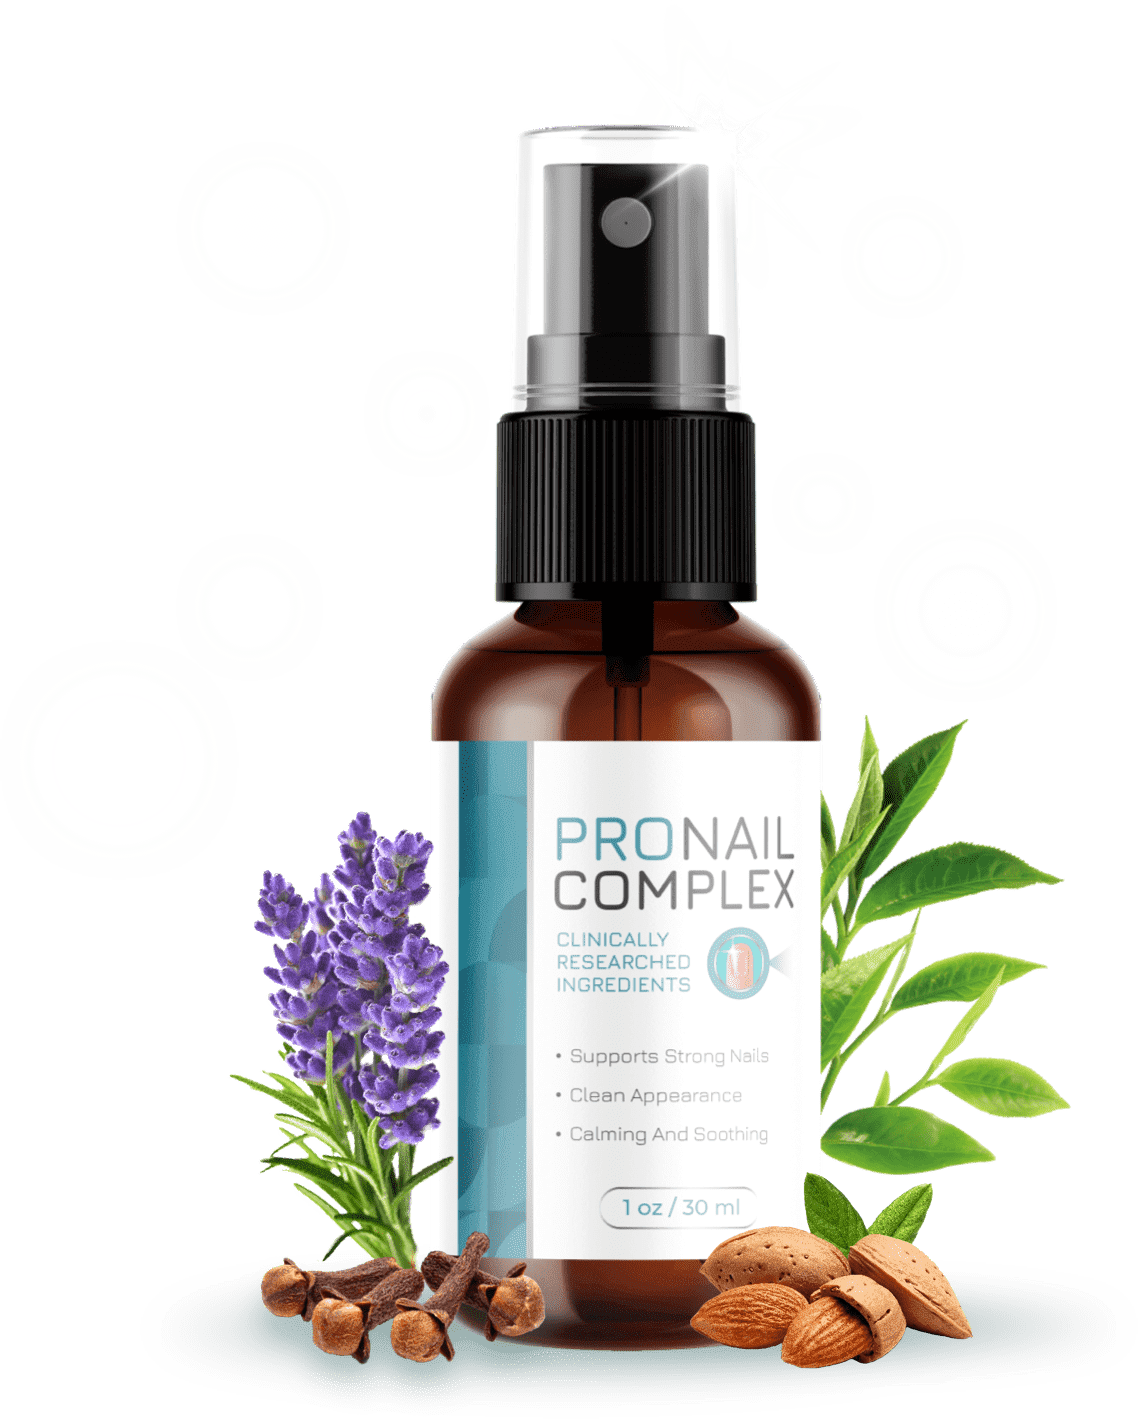 PRONAIL
COMPLEX
CLINICALLY
RESEARCHED
INGREDIENTS
• Supports Strong Nails
• Clean Appearance
• Calming And Soothing
1 oz / 30 ml